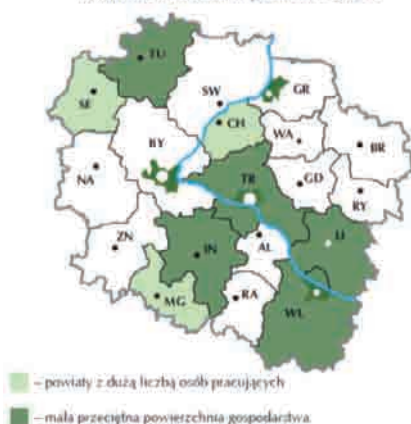 TU
SE
SW
GR
CH
BY
WA
BR
NA
TR
GD
RY
ZN
IN
AL
LI
MG
RA
WŁ
– powiaty z dużą liczbą osób pracujących
– mała przeciętna powierzchnia gospodarstwa